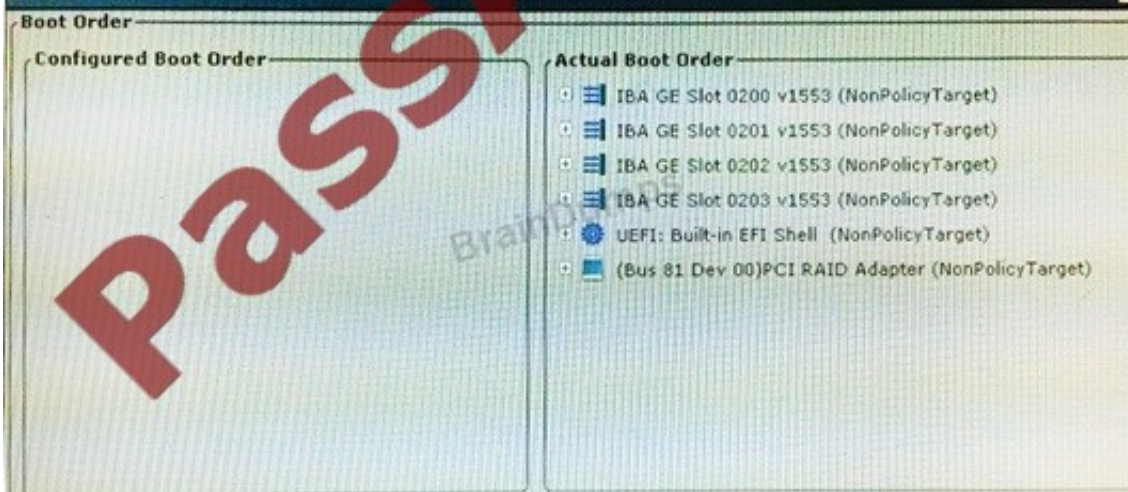 Boot Order
Configured Boot Order
Actual Boot Order
IBA GE Slot 0200 v1553 (NonPolicyTarget)
IBA GE Slot 0201 v1553 (NonPolicyTarget)
IBA GE Slot 0202 v1553 (NonPolicyTarget)
IBA GE Slot 0203 v1553 (NonPolicyTarget)
UEFI: Built-in EFI Shell (NonPolicyTarget)
(Bus 81 Dev 00)PCI RAID Adapter (NonPolicyTarget)
Pass
BrainDumps